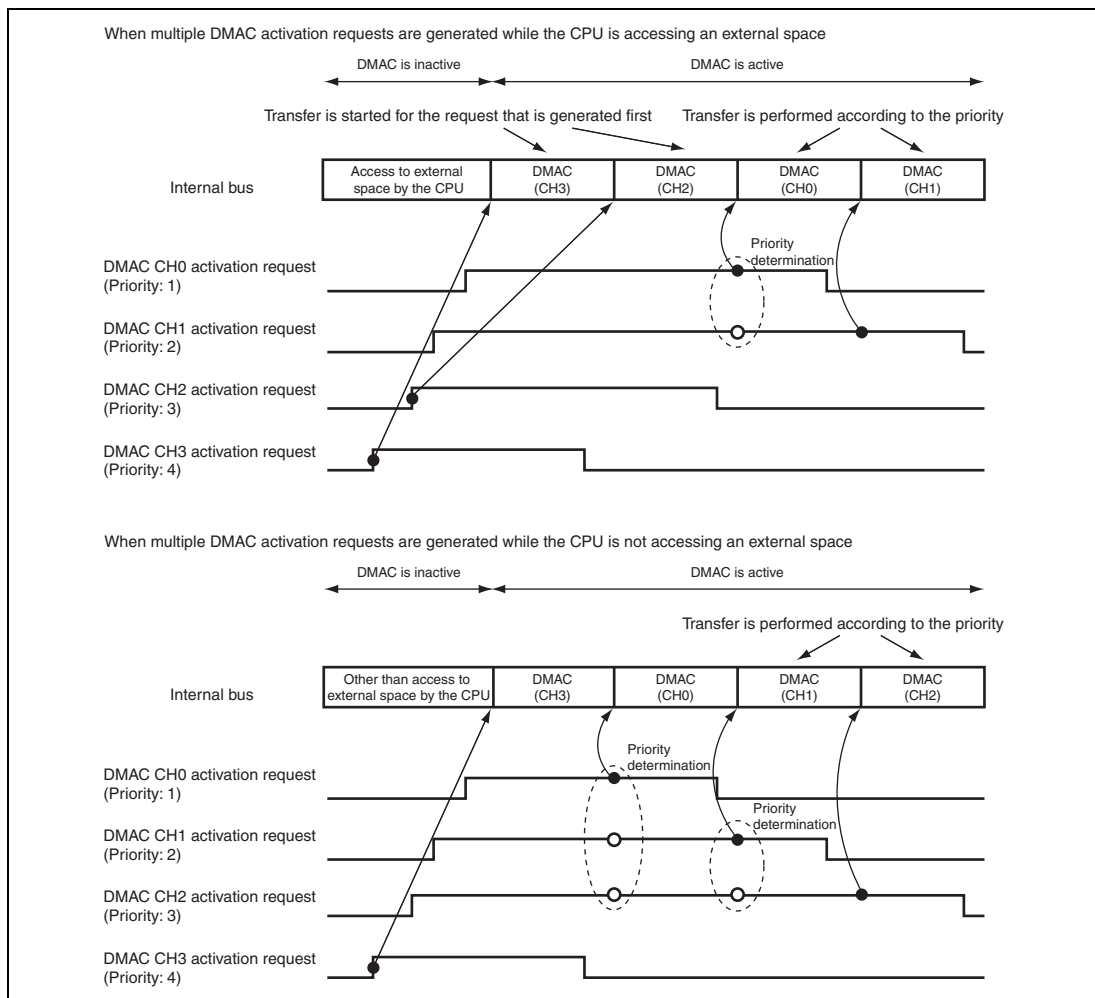 When multiple DMAC activation requests are generated while the CPU is accessing an external space
DMAC is inactive
DMAC is active
Transfer is started for the request that is generated first
Transfer is performed according to the priority
Internal bus
Access to external
space by the CPU
DMAC
(CH3)
DMAC
(CH2)
DMAC
(CH0)
DMAC
(CH1)
Priority
determination
DMAC CH0 activation request
(Priority: 1)
DMAC CH1 activation request
(Priority: 2)
DMAC CH2 activation request
(Priority: 3)
DMAC CH3 activation request
(Priority: 4)
When multiple DMAC activation requests are generated while the CPU is not accessing an external space
DMAC is inactive
DMAC is active
Transfer is performed according to the priority
Internal bus
Other than access to
external space by the CPU
DMAC
(CH3)
DMAC
(CH0)
DMAC
(CH1)
DMAC
(CH2)
Priority
determination
DMAC CH0 activation request
(Priority: 1)
Priority
determination
DMAC CH1 activation request
(Priority: 2)
DMAC CH2 activation request
(Priority: 3)
DMAC CH3 activation request
(Priority: 4)